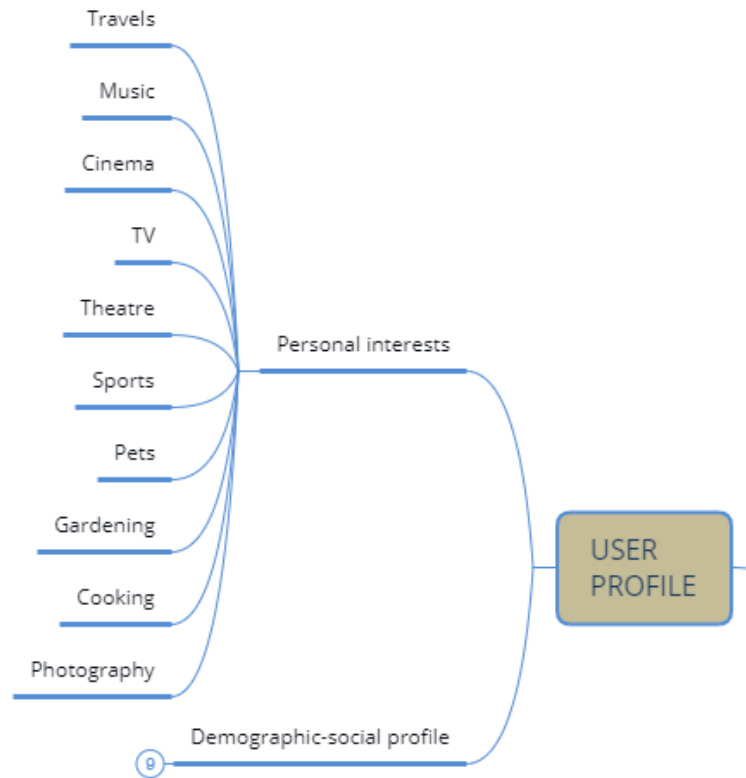 Travels
Music
Cinema
TV
Theatre
Sports
Pets
Gardening
Cooking
Photography
Personal interests
Demographic-social profile
9
USER
PROFILE